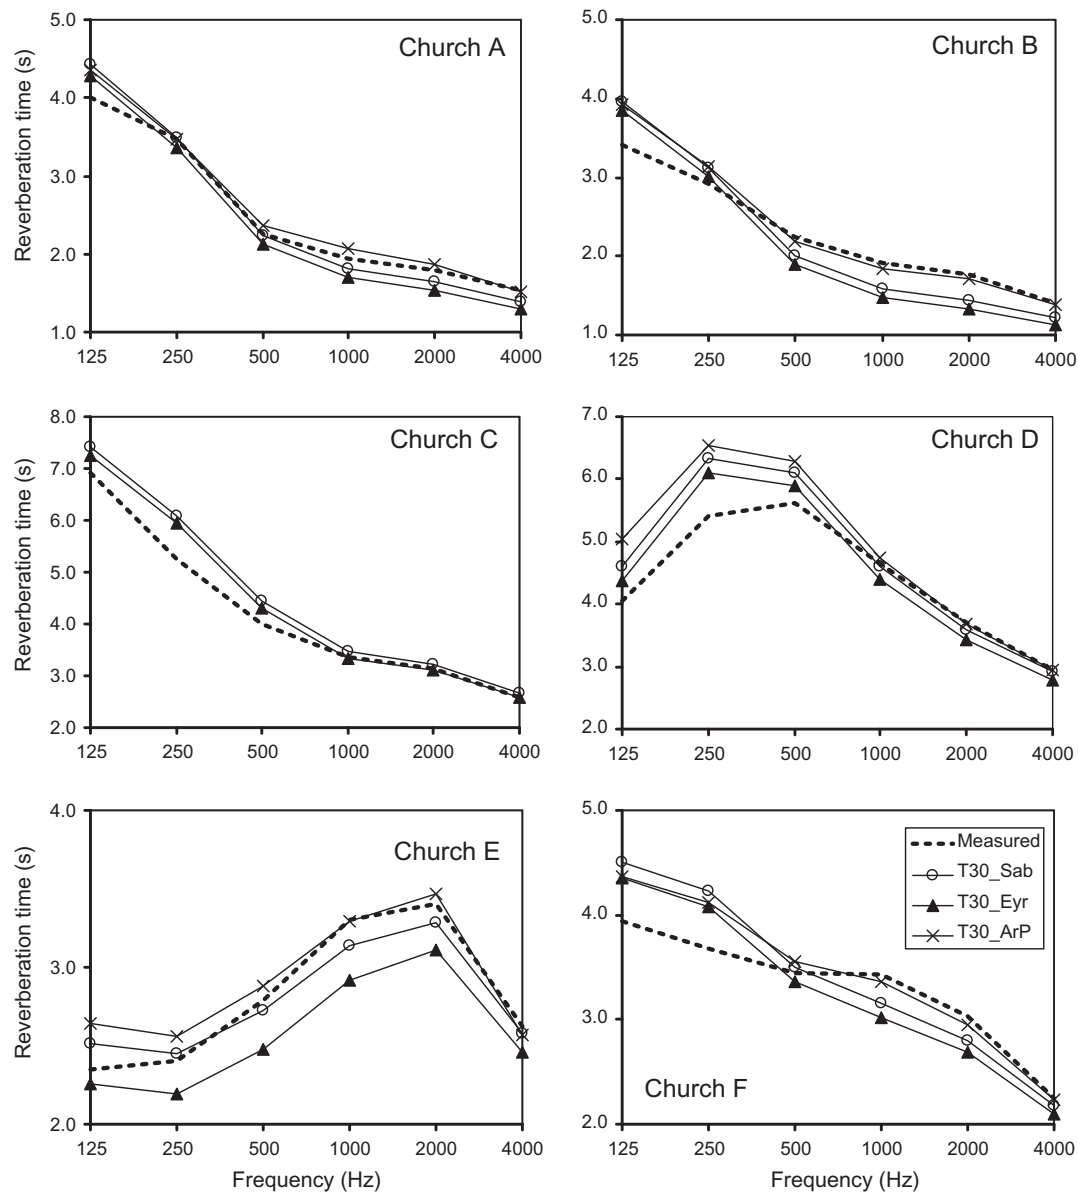 Church A
Reverberation time (s)
5.0
4.0
3.0
2.0
1.0
125 250 500 1000 2000 4000
Church B
5.0
4.0
3.0
2.0
1.0
125 250 500 1000 2000 4000
Church C
Reverberation time (s)
8.0
7.0
6.0
5.0
4.0
3.0
2.0
125 250 500 1000 2000 4000
Church D
7.0
6.0
5.0
4.0
3.0
2.0
125 250 500 1000 2000 4000
Church E
Reverberation time (s)
4.0
3.0
2.0
125 250 500 1000 2000 4000
Frequency (Hz)
Church F
5.0
4.0
3.0
2.0
Measured
T30_Sab
T30_Eyr
T30_ArP
125 250 500 1000 2000 4000
Frequency (Hz)